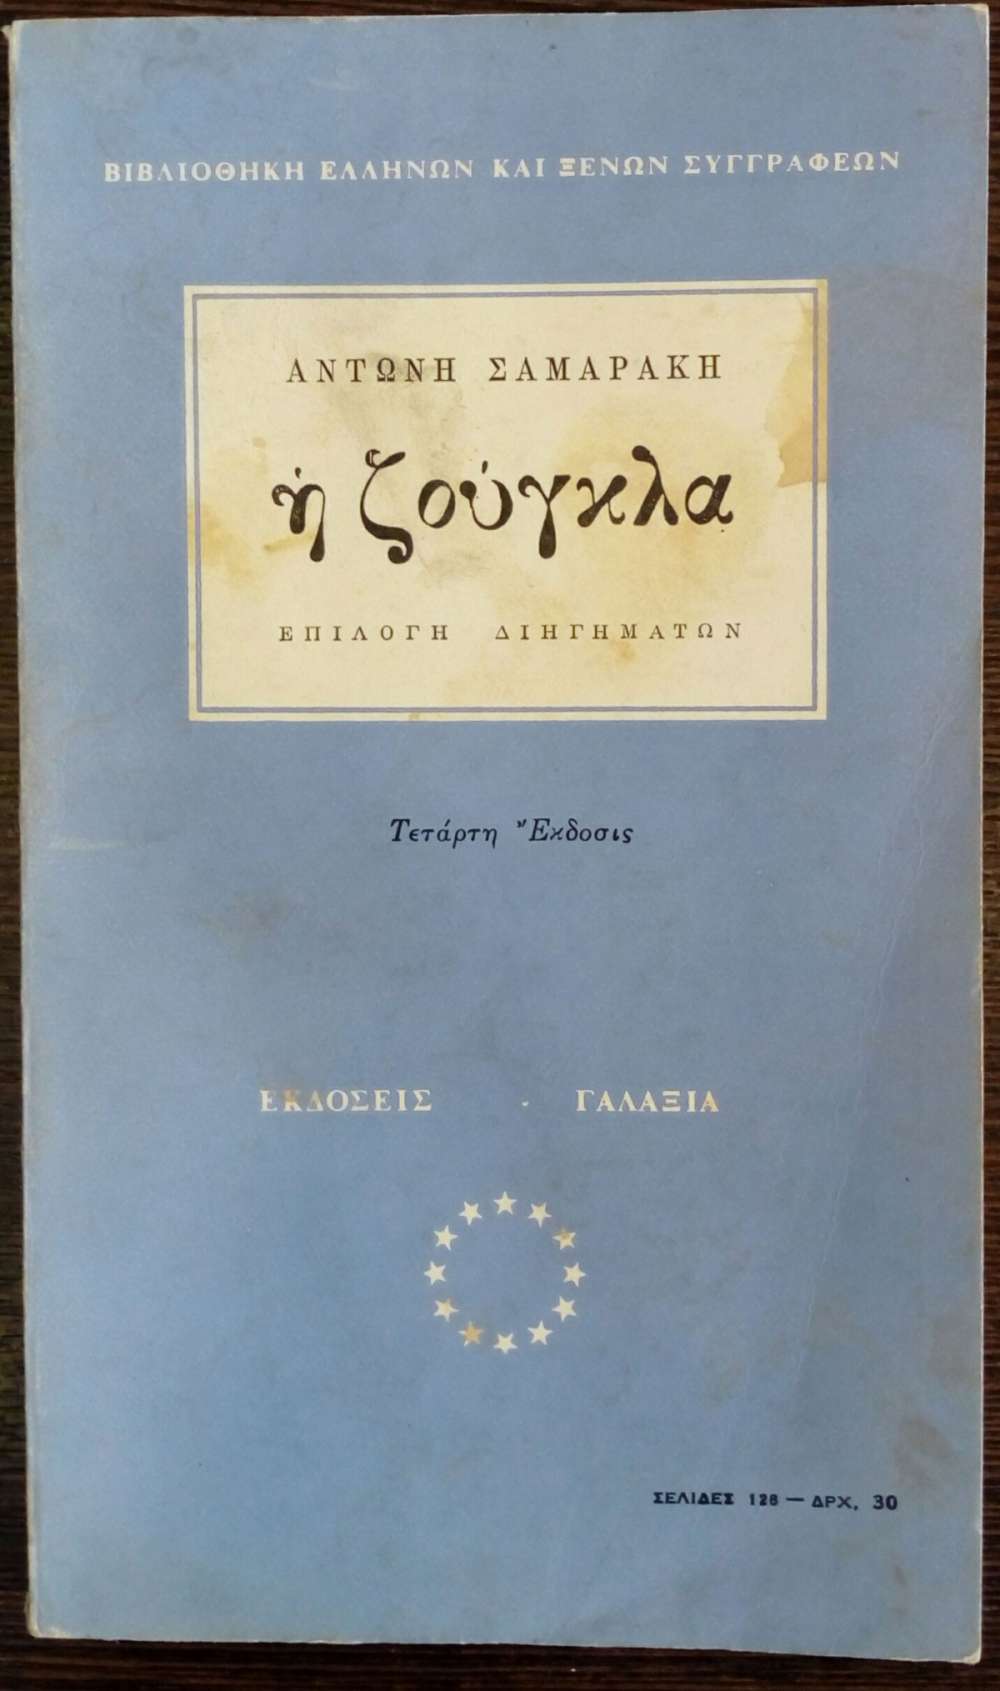 ΒΙΒΛΙΟΘΗΚΗ ΕΛΛΗΝΩΝ ΚΑΙ ΞΕΝΩΝ ΣΥΓΓΡΑΦΕΩΝ
ΑΝΤΩΝΗ ΣΑΜΑΡΑΚΗ
ἡ ζούγκλα
ΕΠΙΛΟΓΗ ΔΙΗΓΗΜΑΤΩΝ
Τετάρτη Ἔκδοσις
ΕΚΔΟΣΕΙΣ · ΓΑΛΑΞΙΑ
ΣΕΛΙΔΕΣ 128 — ΔΡΧ. 30